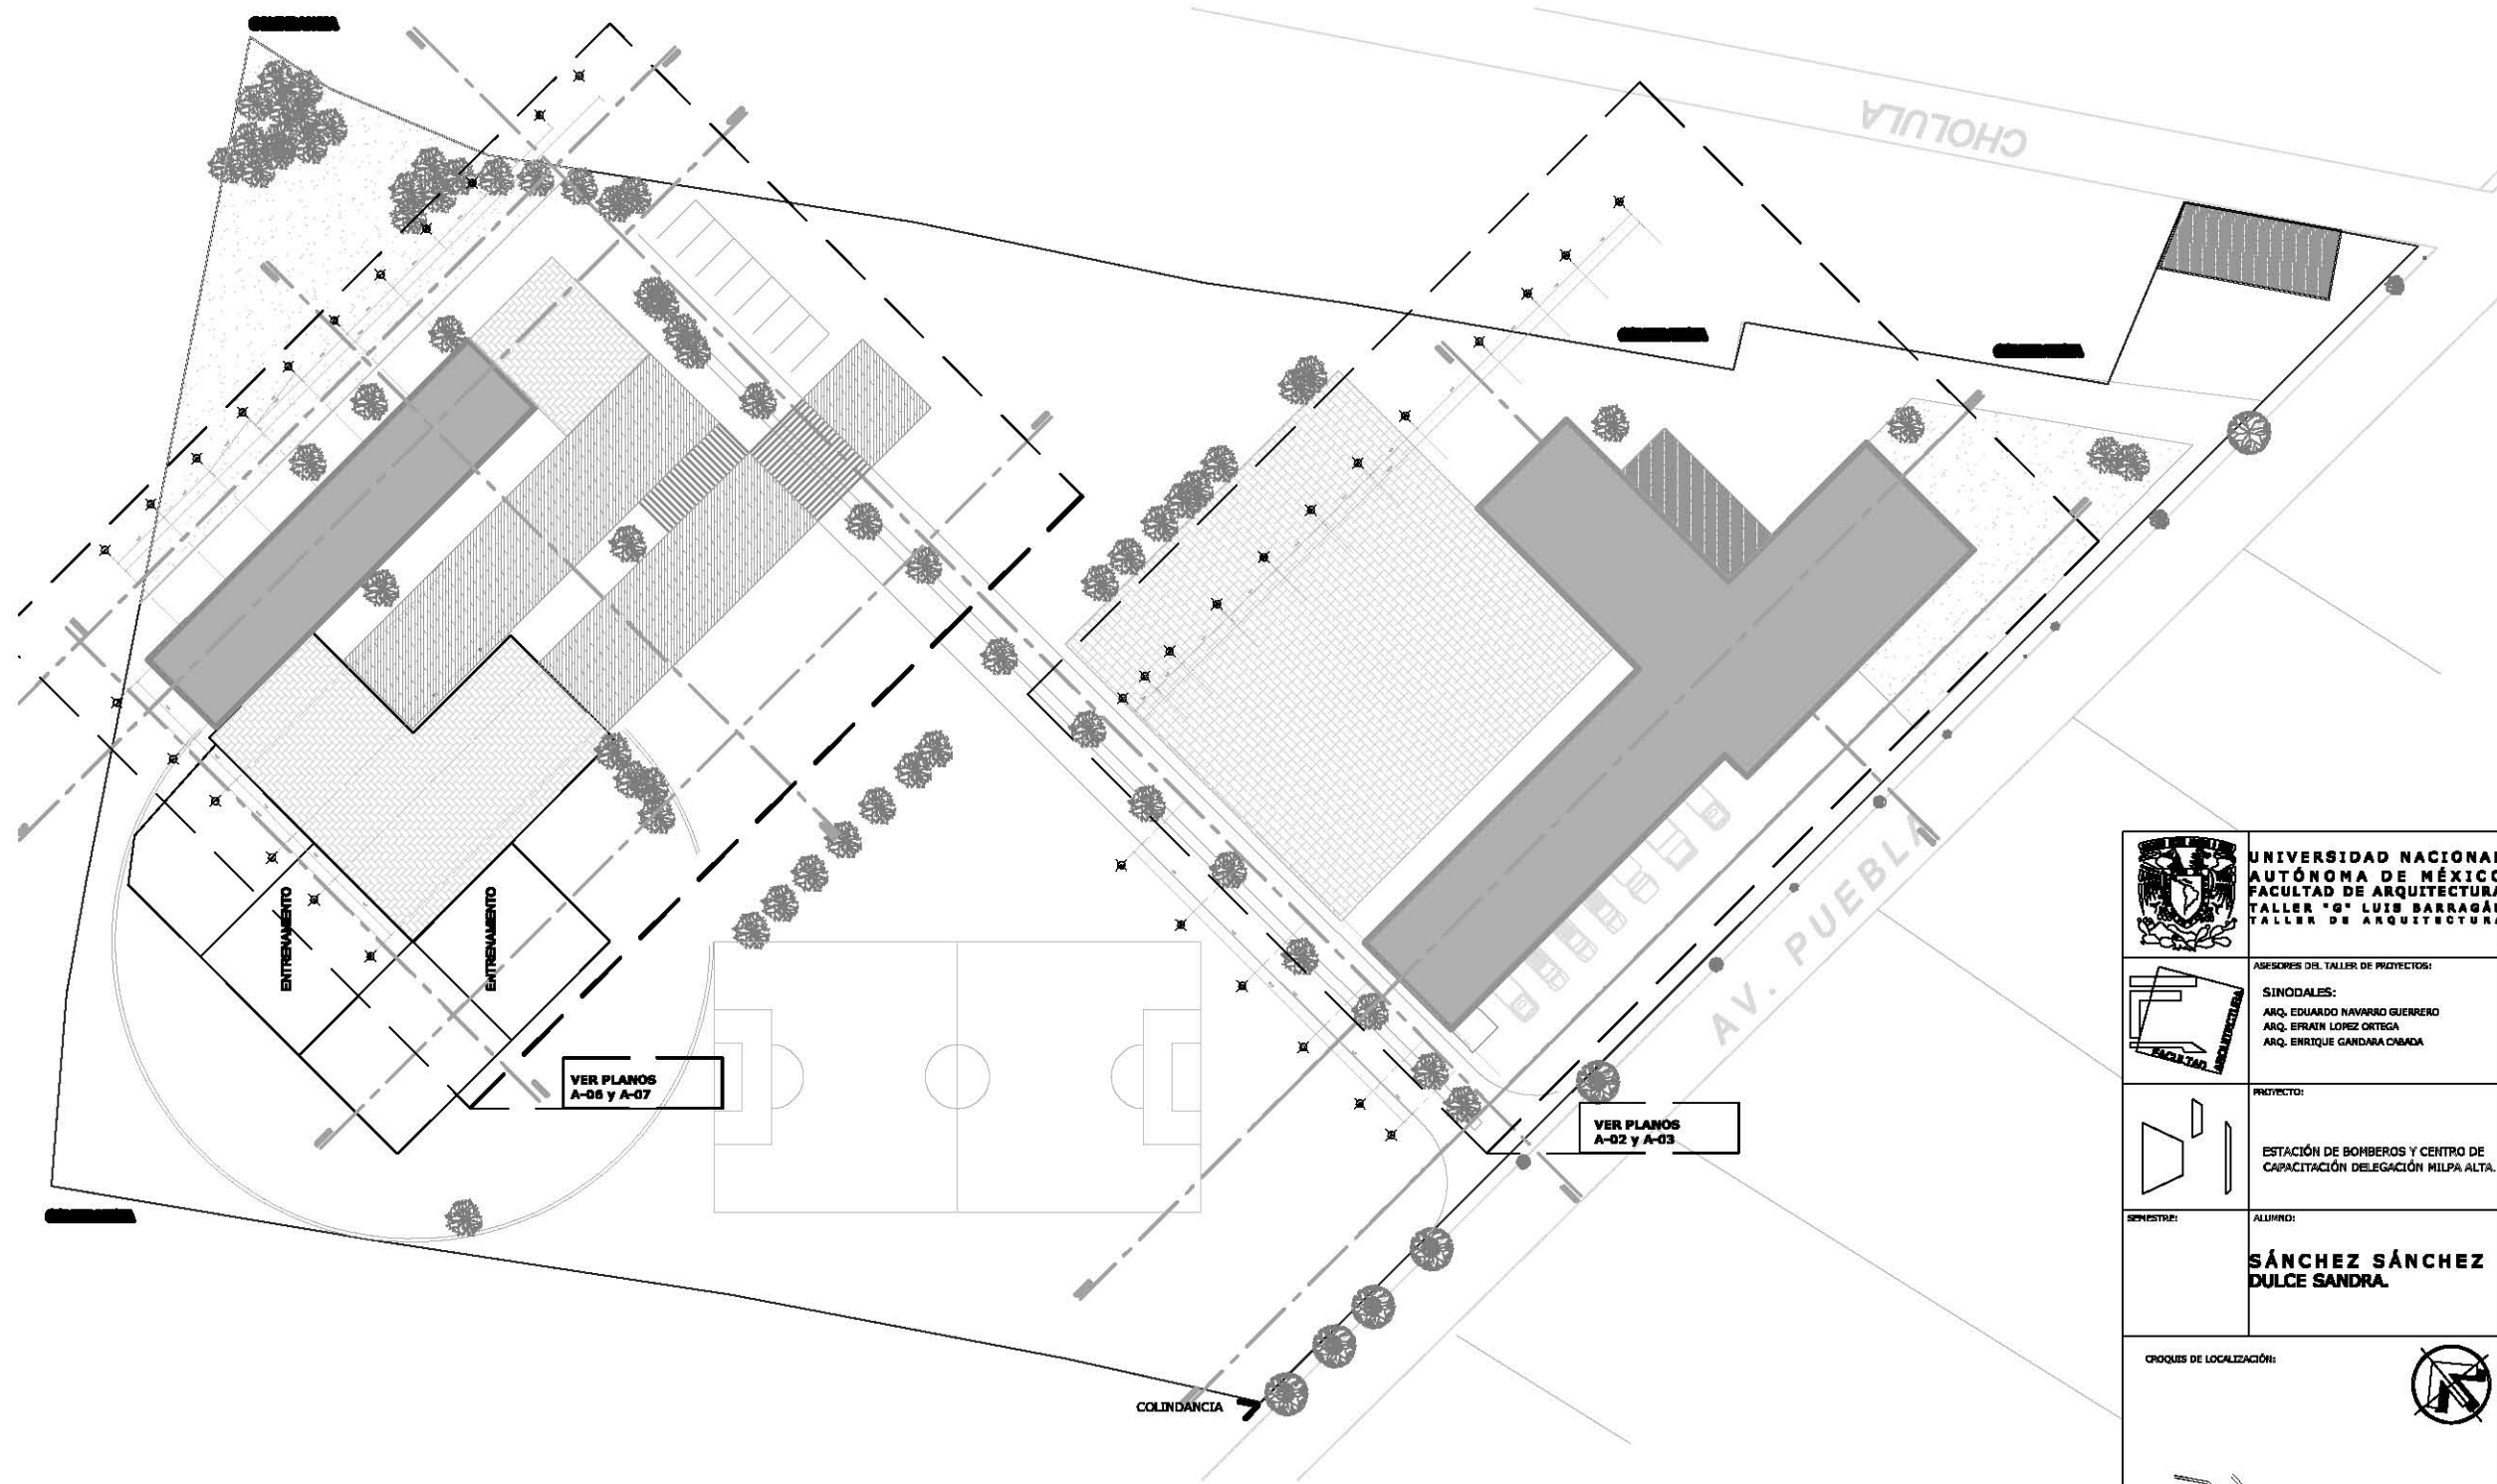 CHOLULA
ENTRENAMIENTO
ENTRENAMIENTO
VER PLANOS
A-06 y A-07
VER PLANOS
A-02 y A-03
AV. PUEBLA
COLINDANCIA
UNIVERSIDAD NACIONAL
AUTÓNOMA DE MÉXICO
FACULTAD DE ARQUITECTURA
TALLER "G" LUIS BARRAGÁN
TALLER DE ARQUITECTURA
FACULTAD
ARQUITECTURA
ASESORES DEL TALLER DE PROYECTOS:
SINODALES:
ARQ. EDUARDO NAVARRO GUERRERO
ARQ. EFRAIN LOPEZ ORTEGA
ARQ. ENRIQUE GANDARA CABADA
PROYECTO:
ESTACIÓN DE BOMBEROS Y CENTRO DE
CAPACITACIÓN DELEGACIÓN MILPA ALTA.
SEMESTRE:
ALUMNO:
SÁNCHEZ SÁNCHEZ
DULCE SANDRA.
CROQUIS DE LOCALIZACIÓN: